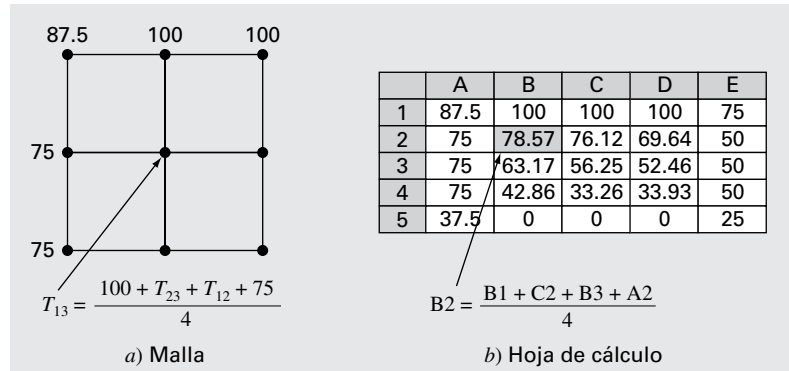 87.5 100 100
75
75
T13 = (100 + T23 + T12 + 75) / 4
a) Malla
A B C D E
1 87.5 100 100 100 75
2 75 78.57 76.12 69.64 50
3 75 63.17 56.25 52.46 50
4 75 42.86 33.26 33.93 50
5 37.5 0 0 0 25
B2 = (B1 + C2 + B3 + A2) / 4
b) Hoja de cálculo